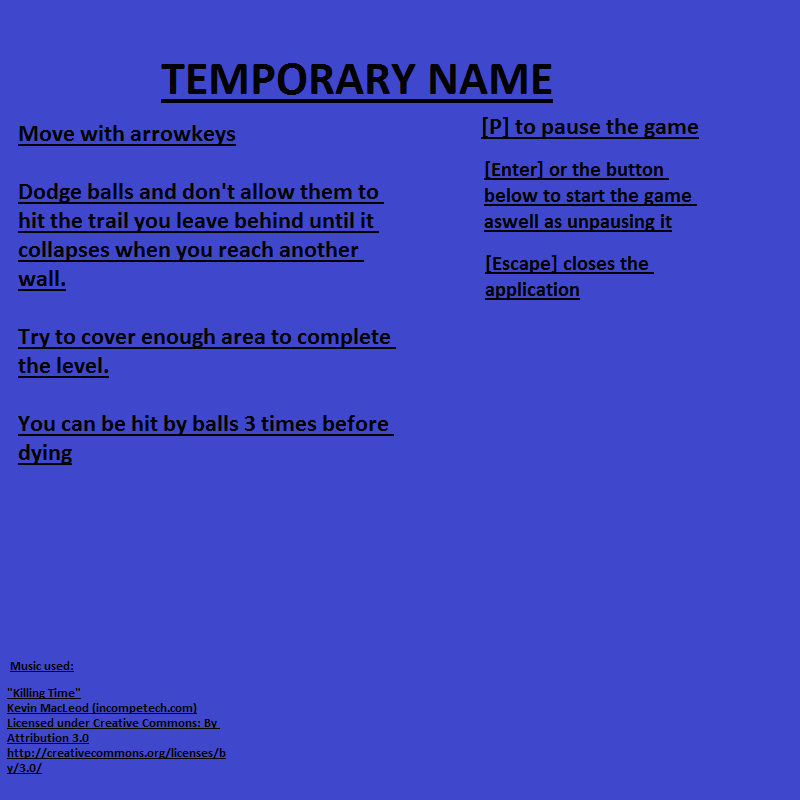 TEMPORARY NAME
Move with arrowkeys
Dodge balls and don't allow them to
hit the trail you leave behind until it
collapses when you reach another
wall.
Try to cover enough area to complete
the level.
You can be hit by balls 3 times before
dying
[P] to pause the game
[Enter] or the button
below to start the game
aswell as unpausing it
[Escape] closes the
application
Music used:
"Killing Time"
Kevin MacLeod (incompetech.com)
Licensed under Creative Commons: By
Attribution 3.0
http://creativecommons.org/licenses/b
y/3.0/